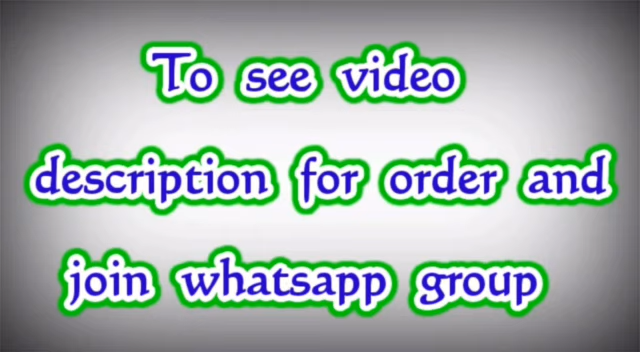 To see video
description for order and
join whatsapp group